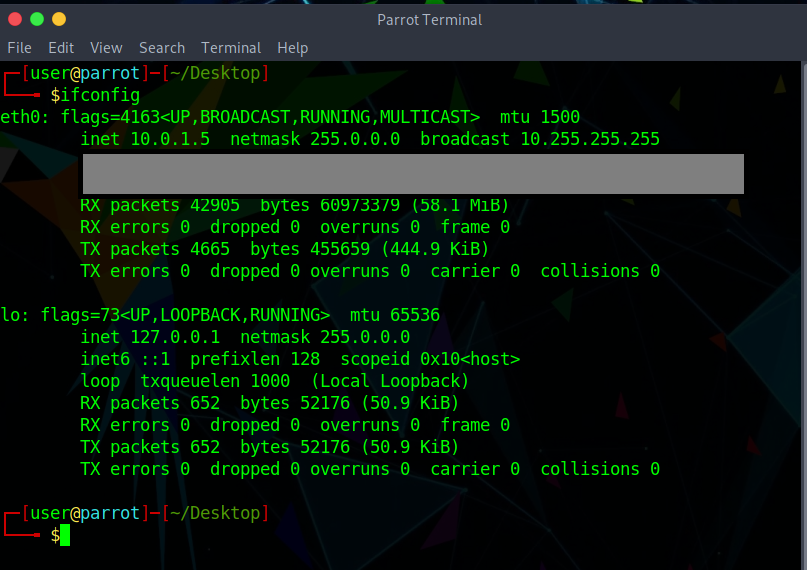 Parrot Terminal
File Edit View Search Terminal Help
[user@parrot]-[~/Desktop]
$ifconfig
eth0: flags=4163<UP,BROADCAST,RUNNING,MULTICAST>  mtu 1500
        inet 10.0.1.5  netmask 255.0.0.0  broadcast 10.255.255.255
        RX packets 42905  bytes 60973379 (58.1 MiB)
        RX errors 0  dropped 0  overruns 0  frame 0
        TX packets 4665  bytes 455659 (444.9 KiB)
        TX errors 0  dropped 0 overruns 0  carrier 0  collisions 0
lo: flags=73<UP,LOOPBACK,RUNNING>  mtu 65536
        inet 127.0.0.1  netmask 255.0.0.0
        inet6 ::1  prefixlen 128  scopeid 0x10<host>
        loop  txqueuelen 1000  (Local Loopback)
        RX packets 652  bytes 52176 (50.9 KiB)
        RX errors 0  dropped 0  overruns 0  frame 0
        TX packets 652  bytes 52176 (50.9 KiB)
        TX errors 0  dropped 0 overruns 0  carrier 0  collisions 0
[user@parrot]-[~/Desktop]
$